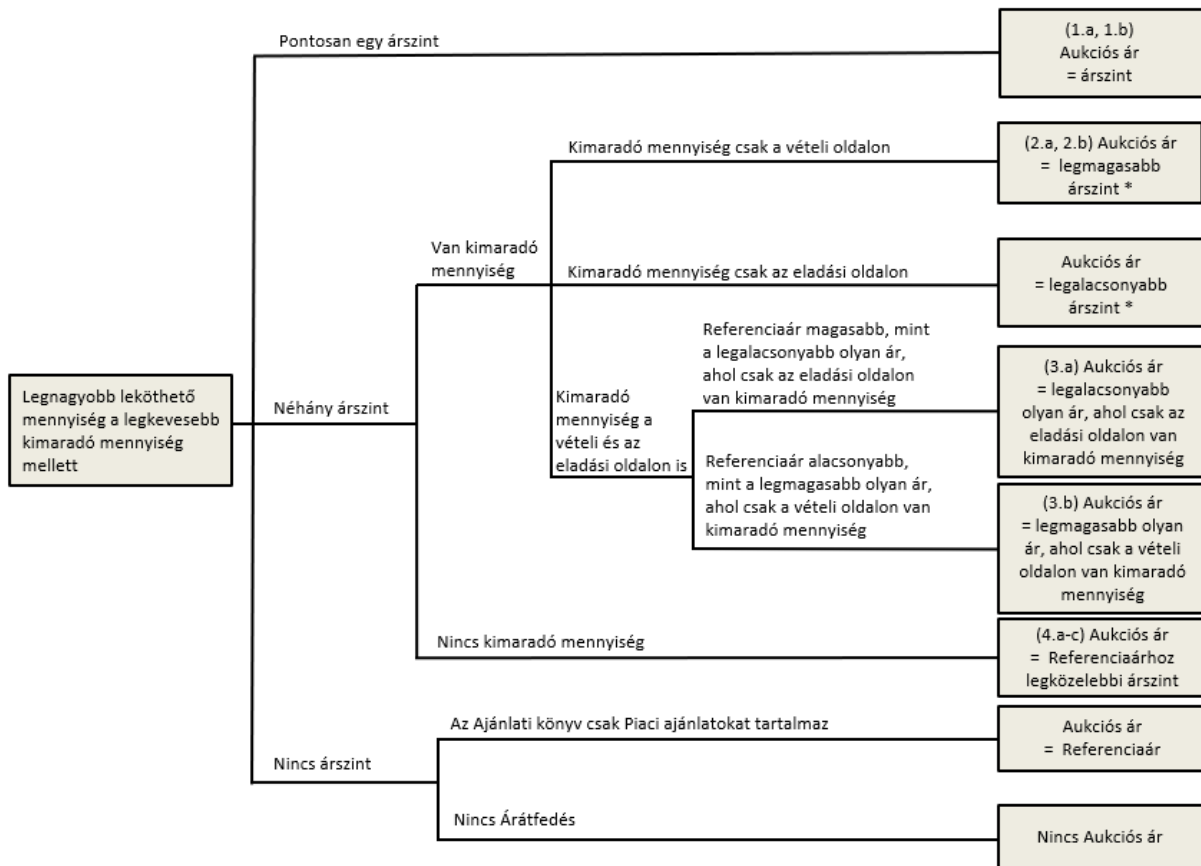 Pontosan egy árszint
(1.a, 1.b)
Aukciós ár
= árszint
Kimaradó mennyiség csak a vételi oldalon
(2.a, 2.b) Aukciós ár
= legmagasabb
árszint *
Van kimaradó
mennyiség
Kimaradó mennyiség csak az eladási oldalon
Aukciós ár
= legalacsonyabb
árszint *
Legnagyobb leköthető
mennyiség a legkevesebb
kimaradó mennyiség
mellett
Néhány árszint
Kimaradó
mennyiség a
vételi és az
eladási oldalon is
Referenciaár magasabb, mint
a legalacsonyabb olyan ár,
ahol csak az eladási oldalon
van kimaradó mennyiség
(3.a) Aukciós ár
= legalacsonyabb
olyan ár, ahol csak az
eladási oldalon van
kimaradó mennyiség
Referenciaár alacsonyabb,
mint a legmagasabb olyan ár,
ahol csak a vételi oldalon van
kimaradó mennyiség
(3.b) Aukciós ár
= legmagasabb olyan
ár, ahol csak a vételi
oldalon van kimaradó
mennyiség
Nincs kimaradó mennyiség
(4.a-c) Aukciós ár
= Referenciaárhoz
legközelebbi árszint
Nincs árszint
Az Ajánlati könyv csak Piaci ajánlatokat tartalmaz
Aukciós ár
= Referenciaár
Nincs Árátfedés
Nincs Aukciós ár